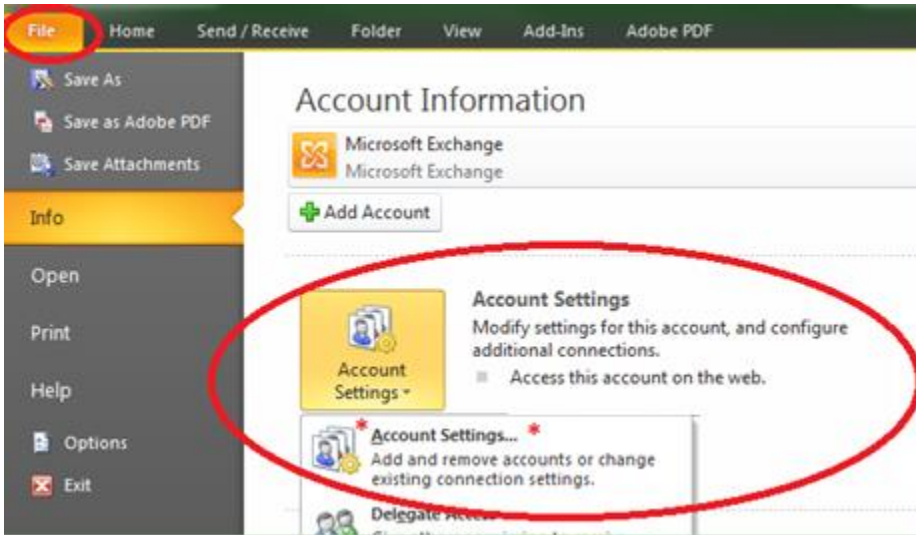 File Home Send / Receive Folder View Add-Ins Adobe PDF
Save As
Save as Adobe PDF
Save Attachments
Info
Open
Print
Help
Options
Exit
Account Information
Microsoft Exchange
Microsoft Exchange
Add Account
Account
Settings
Account Settings
Modify settings for this account, and configure
additional connections.
Access this account on the web.
* Account Settings... *
Add and remove accounts or change
existing connection settings.
Delegate Access